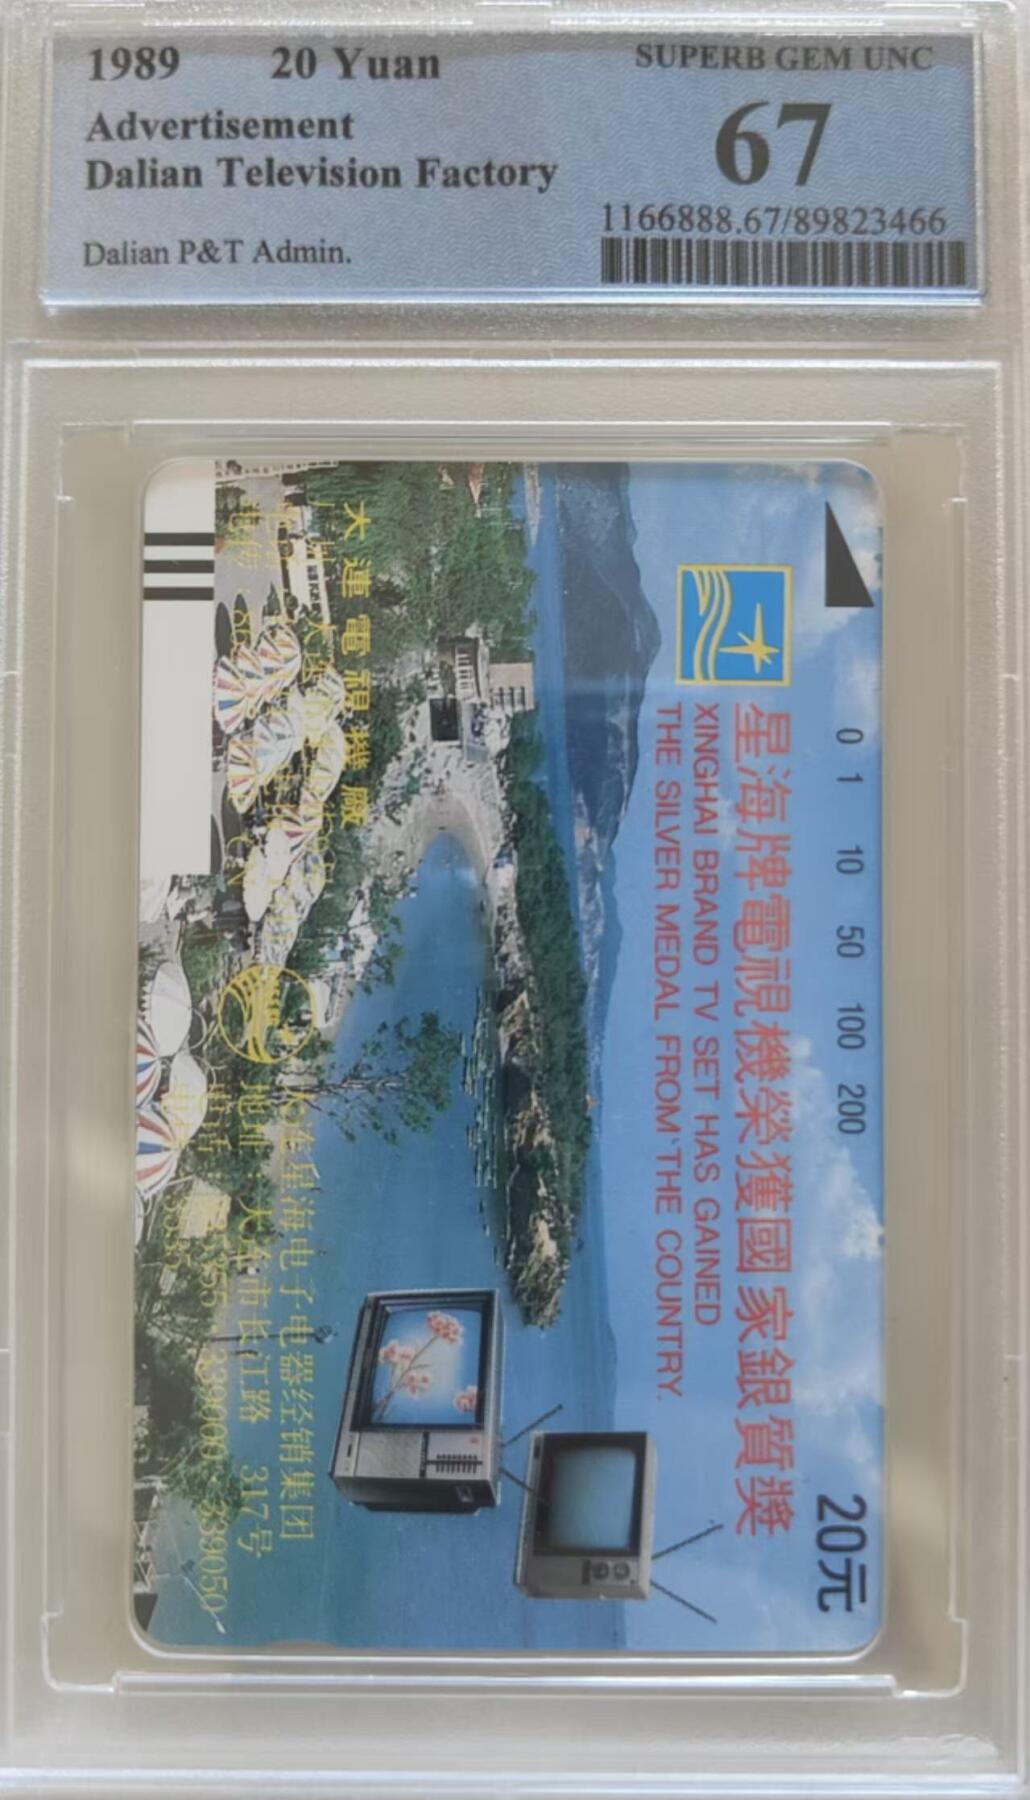 1989 20 Yuan SUPERB GEM UNC
Advertisement 67
Dalian Television Factory
1166888.67/89823466
Dalian P&T Admin.
0 1 10 50 100 200 20元
星海牌電視機榮獲國家銀質獎
XINGHAI BRAND TV SET HAS GAINED
THE SILVER MEDAL FROM THE COUNTRY.
大連電視機廠
大连星海电子电器经销集团
地址:大连市长江路 317号
339000·339050